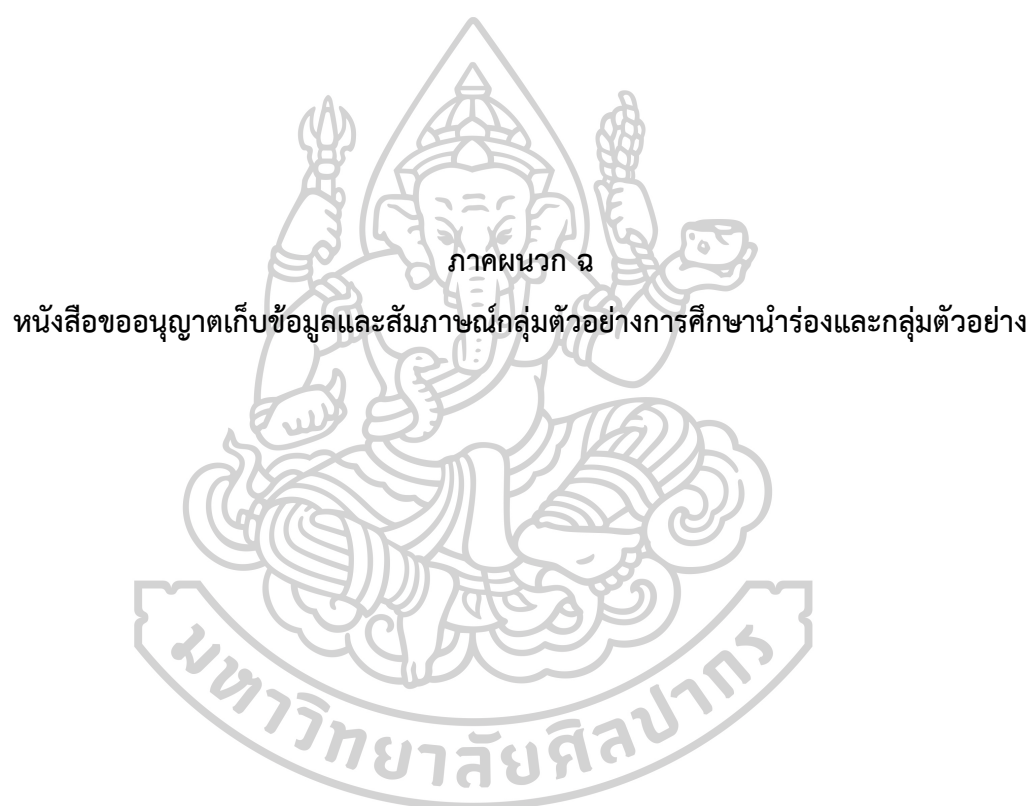 ภาคผนวก ฉ
หนังสือขออนุญาตเก็บข้อมูลและสัมภาษณ์กลุ่มตัวอย่างการศึกษานำร่องและกลุ่มตัวอย่าง
มหาวิทยาลัยศิลปากร